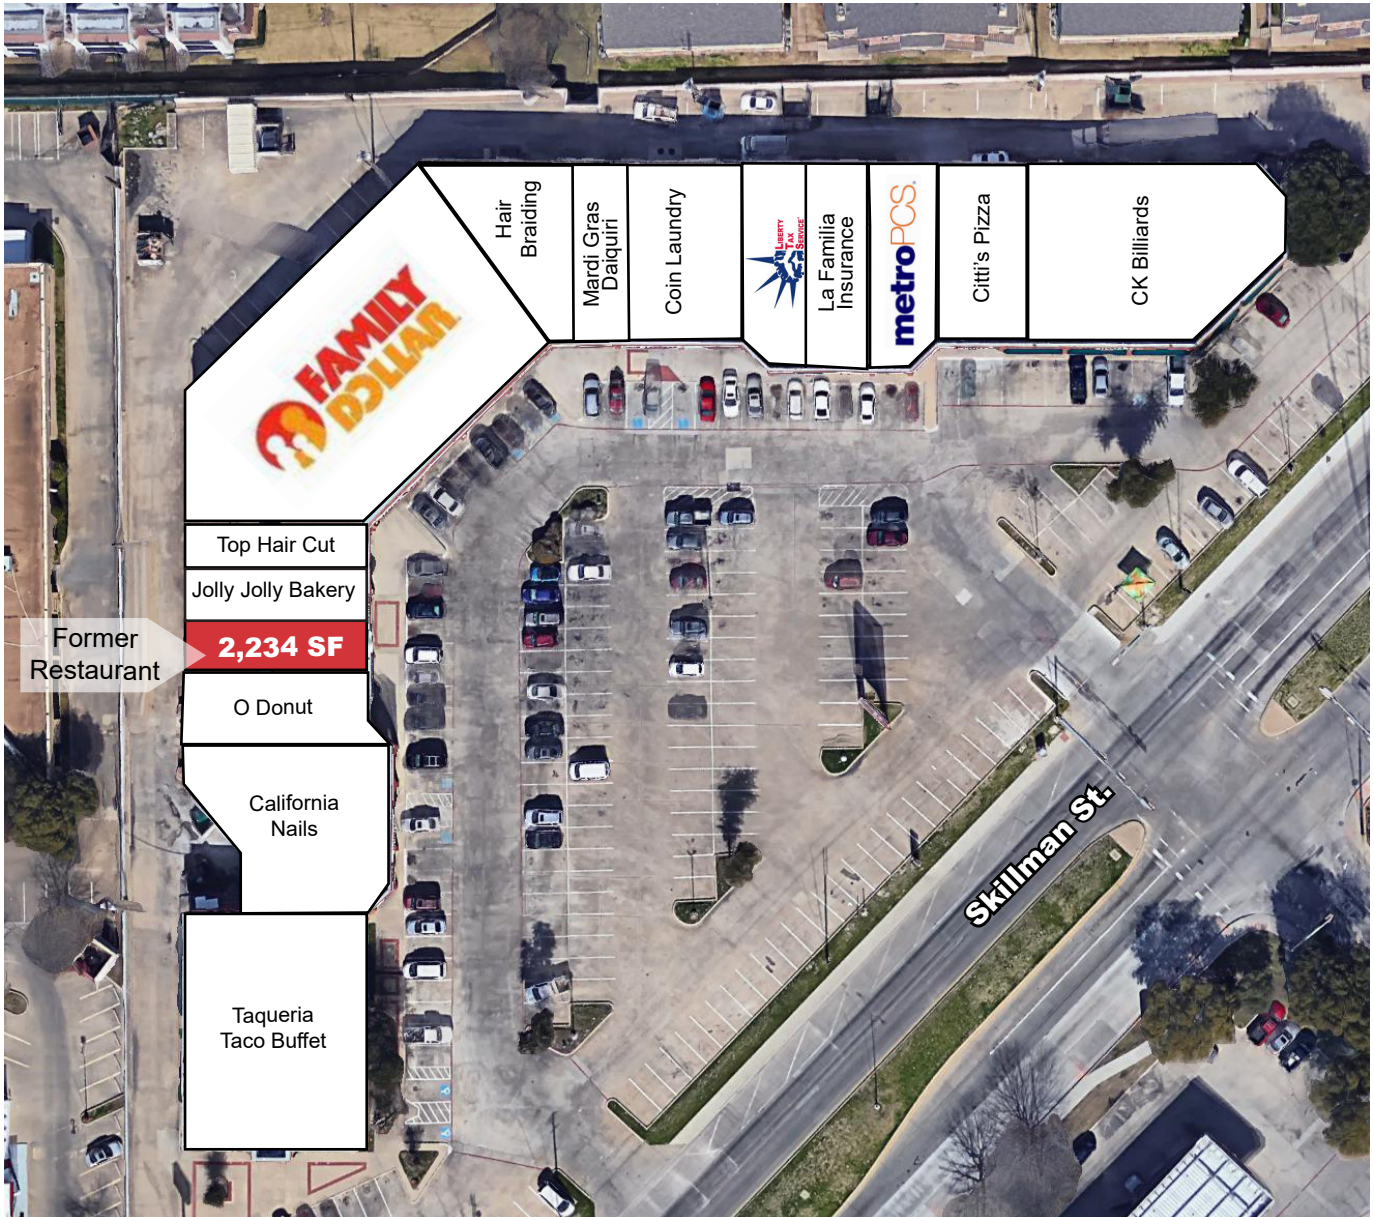 Hair
Braiding
Mardi Gras
Daiquiri
Coin Laundry
LIBERTY
TAX
SERVICE
La Familia
Insurance
metroPCS.
Citti's Pizza
CK Billiards
FAMILY
DOLLAR
Top Hair Cut
Jolly Jolly Bakery
Former
Restaurant
2,234 SF
O Donut
California
Nails
Taqueria
Taco Buffet
Skillman St.